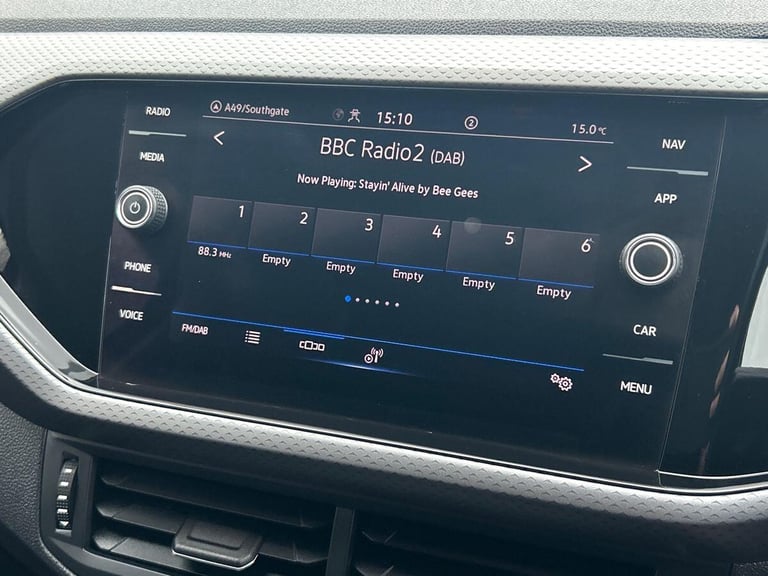 RADIO
MEDIA
PHONE
VOICE
A49/Southgate
15:10
2
15.0°C
BBC Radio2 (DAB)
Now Playing: Stayin' Alive by Bee Gees
1
2
3
4
5
6
88.3 MHz
Empty
Empty
Empty
Empty
Empty
FM/DAB
NAV
APP
CAR
MENU